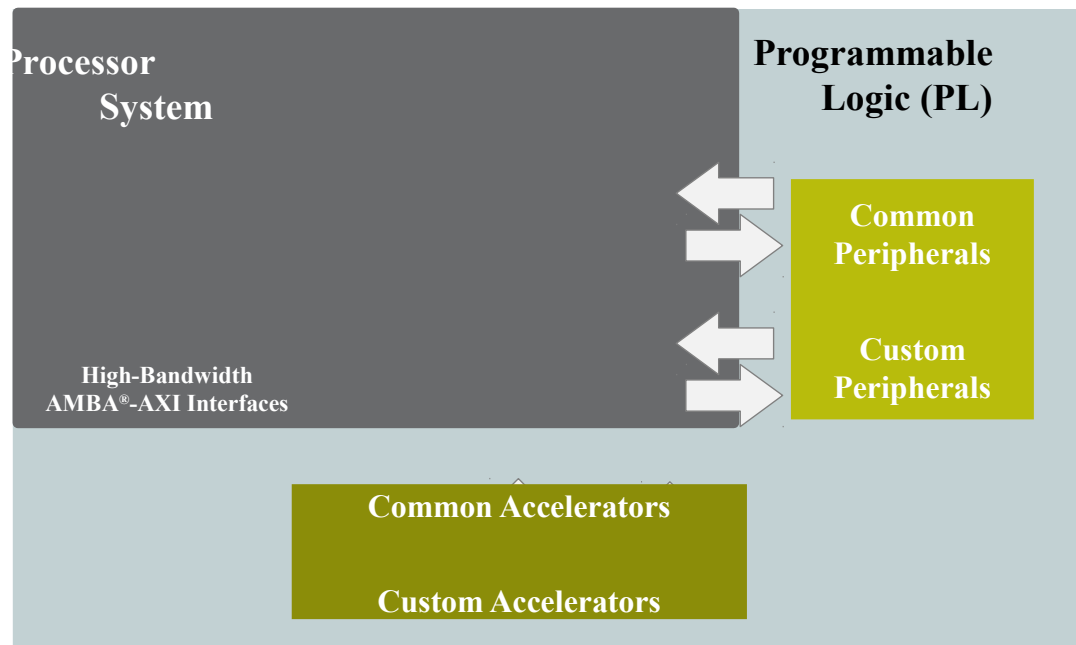 Processor
System
Programmable
Logic (PL)
Common
Peripherals
Custom
Peripherals
High-Bandwidth
AMBA®-AXI Interfaces
Common Accelerators
Custom Accelerators